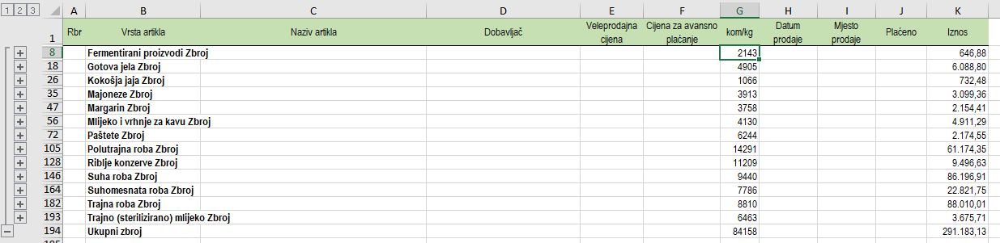 1 2 3 A B C D E F G H I J K
1 Rbr Vrsta artikla Naziv artikla Dobavljač Veleprodajna cijena Cijena za avansno plaćanje kom/kg Datum prodaje Mjesto prodaje Plaćeno Iznos
8 Fermentirani proizvodi Zbroj 2143 646,88
18 Gotova jela Zbroj 4905 6.088,80
26 Kokošja jaja Zbroj 1066 732,48
35 Majoneze Zbroj 3913 3.099,36
47 Margarin Zbroj 3758 2.154,41
56 Mlijeko i vrhnje za kavu Zbroj 4130 4.911,29
72 Paštete Zbroj 6244 2.174,55
105 Polutrajna roba Zbroj 14291 61.174,35
128 Riblje konzerve Zbroj 11209 9.496,63
146 Suha roba Zbroj 9440 86.196,91
164 Suhomesnata roba Zbroj 7786 22.821,75
182 Trajna roba Zbroj 8810 88.010,01
193 Trajno (sterilizirano) mlijeko Zbroj 6463 3.675,71
194 Ukupni zbroj 84158 291.183,13